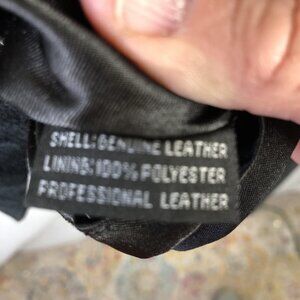 SHELL:GENUINE LEATHER
LINING:100% POLYESTER
PROFESSIONAL LEATHER